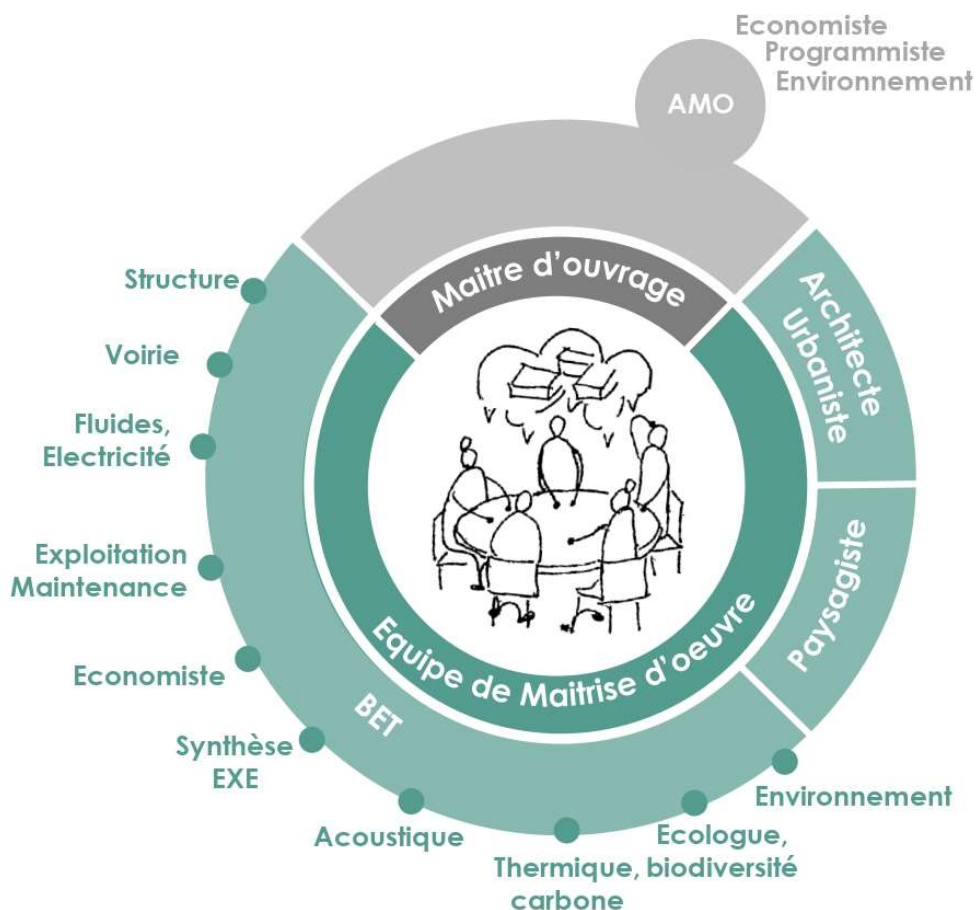 Economiste
Programmiste
Environnement
AMO
Maitre d'ouvrage
Architecte
Urbaniste
Paysagiste
Equipe de Maitrise d'oeuvre
BET
Structure
Voirie
Fluides,
Electricité
Exploitation
Maintenance
Economiste
Synthèse
EXE
Acoustique
Thermique,
carbone
Ecologue,
biodiversité
Environnement